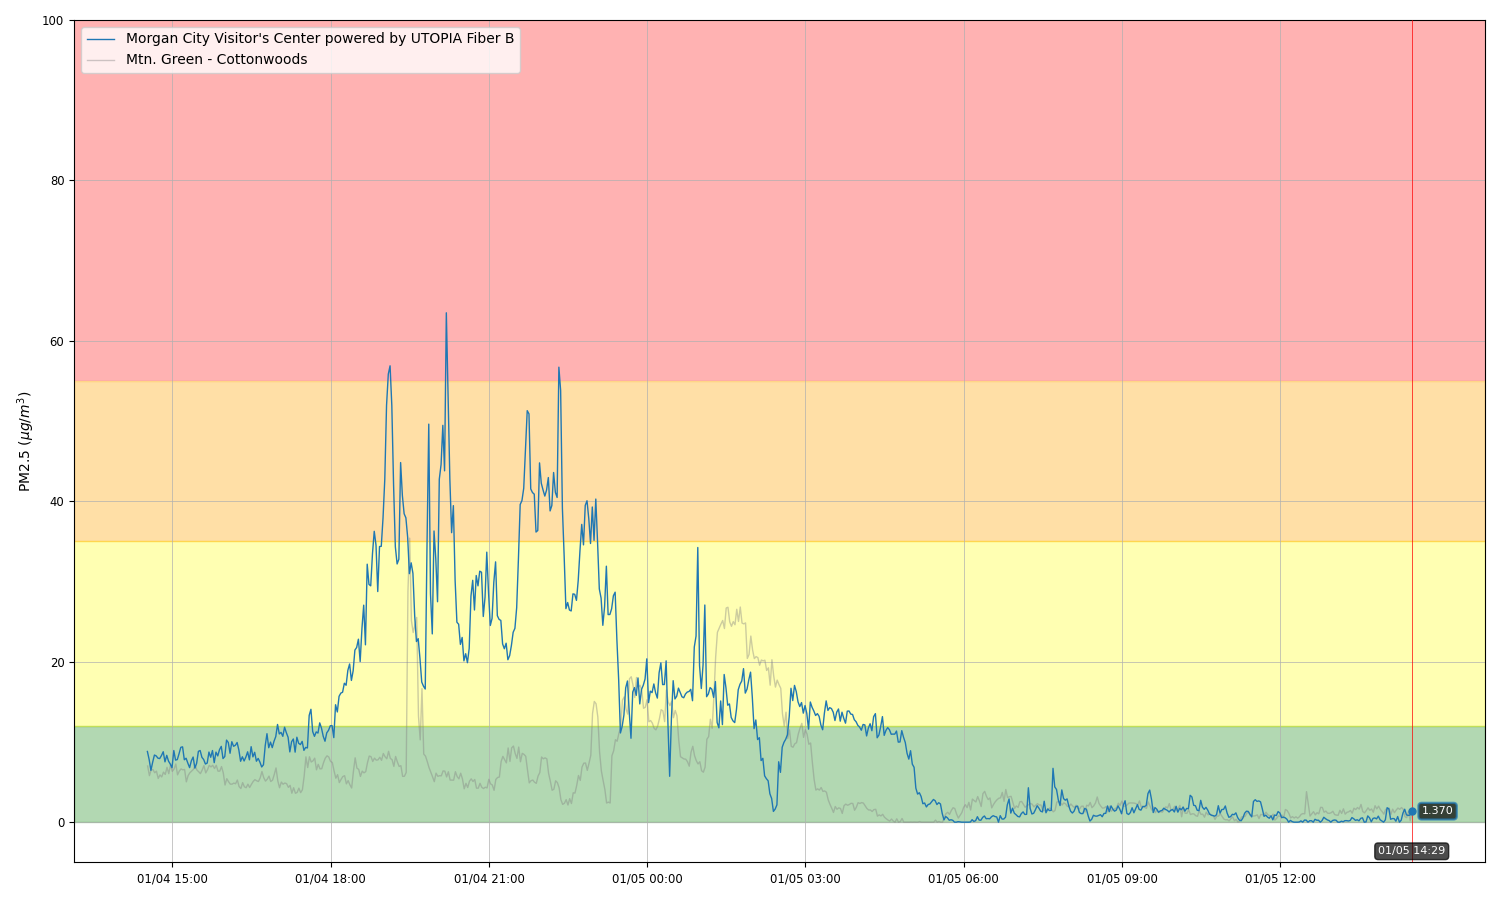 100
Morgan City Visitor's Center powered by UTOPIA Fiber B
Mtn. Green - Cottonwoods
80
60
PM2.5 (μg/m³)
40
20
0
1.370
01/05 14:29
01/04 15:00 01/04 18:00 01/04 21:00 01/05 00:00 01/05 03:00 01/05 06:00 01/05 09:00 01/05 12:00